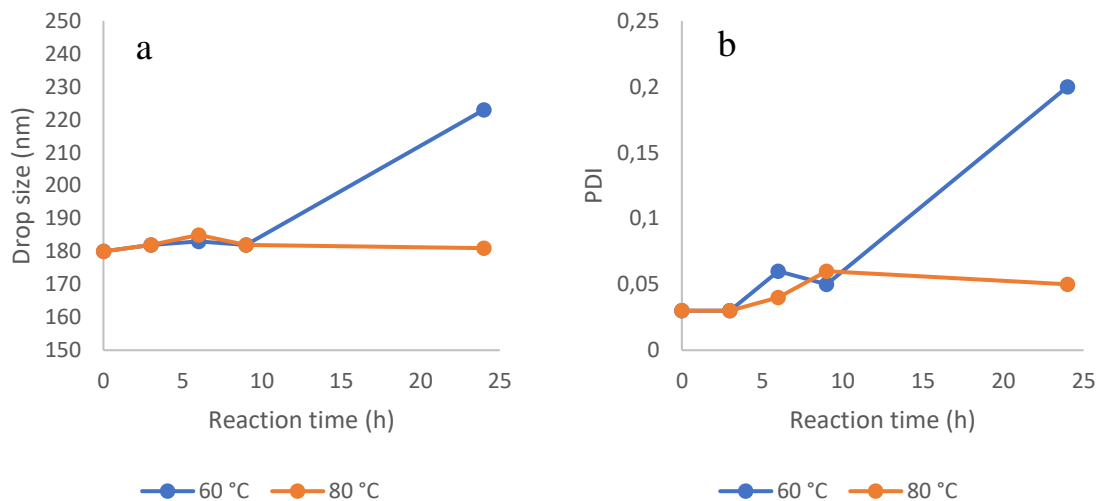 a
250
240
230
220
210
200
190
180
170
160
150
Drop size (nm)
0 5 10 15 20 25
Reaction time (h)
60 °C 80 °C
b
0,25
0,2
0,15
0,1
0,05
0
PDI
0 5 10 15 20 25
Reaction time (h)
60 °C 80 °C